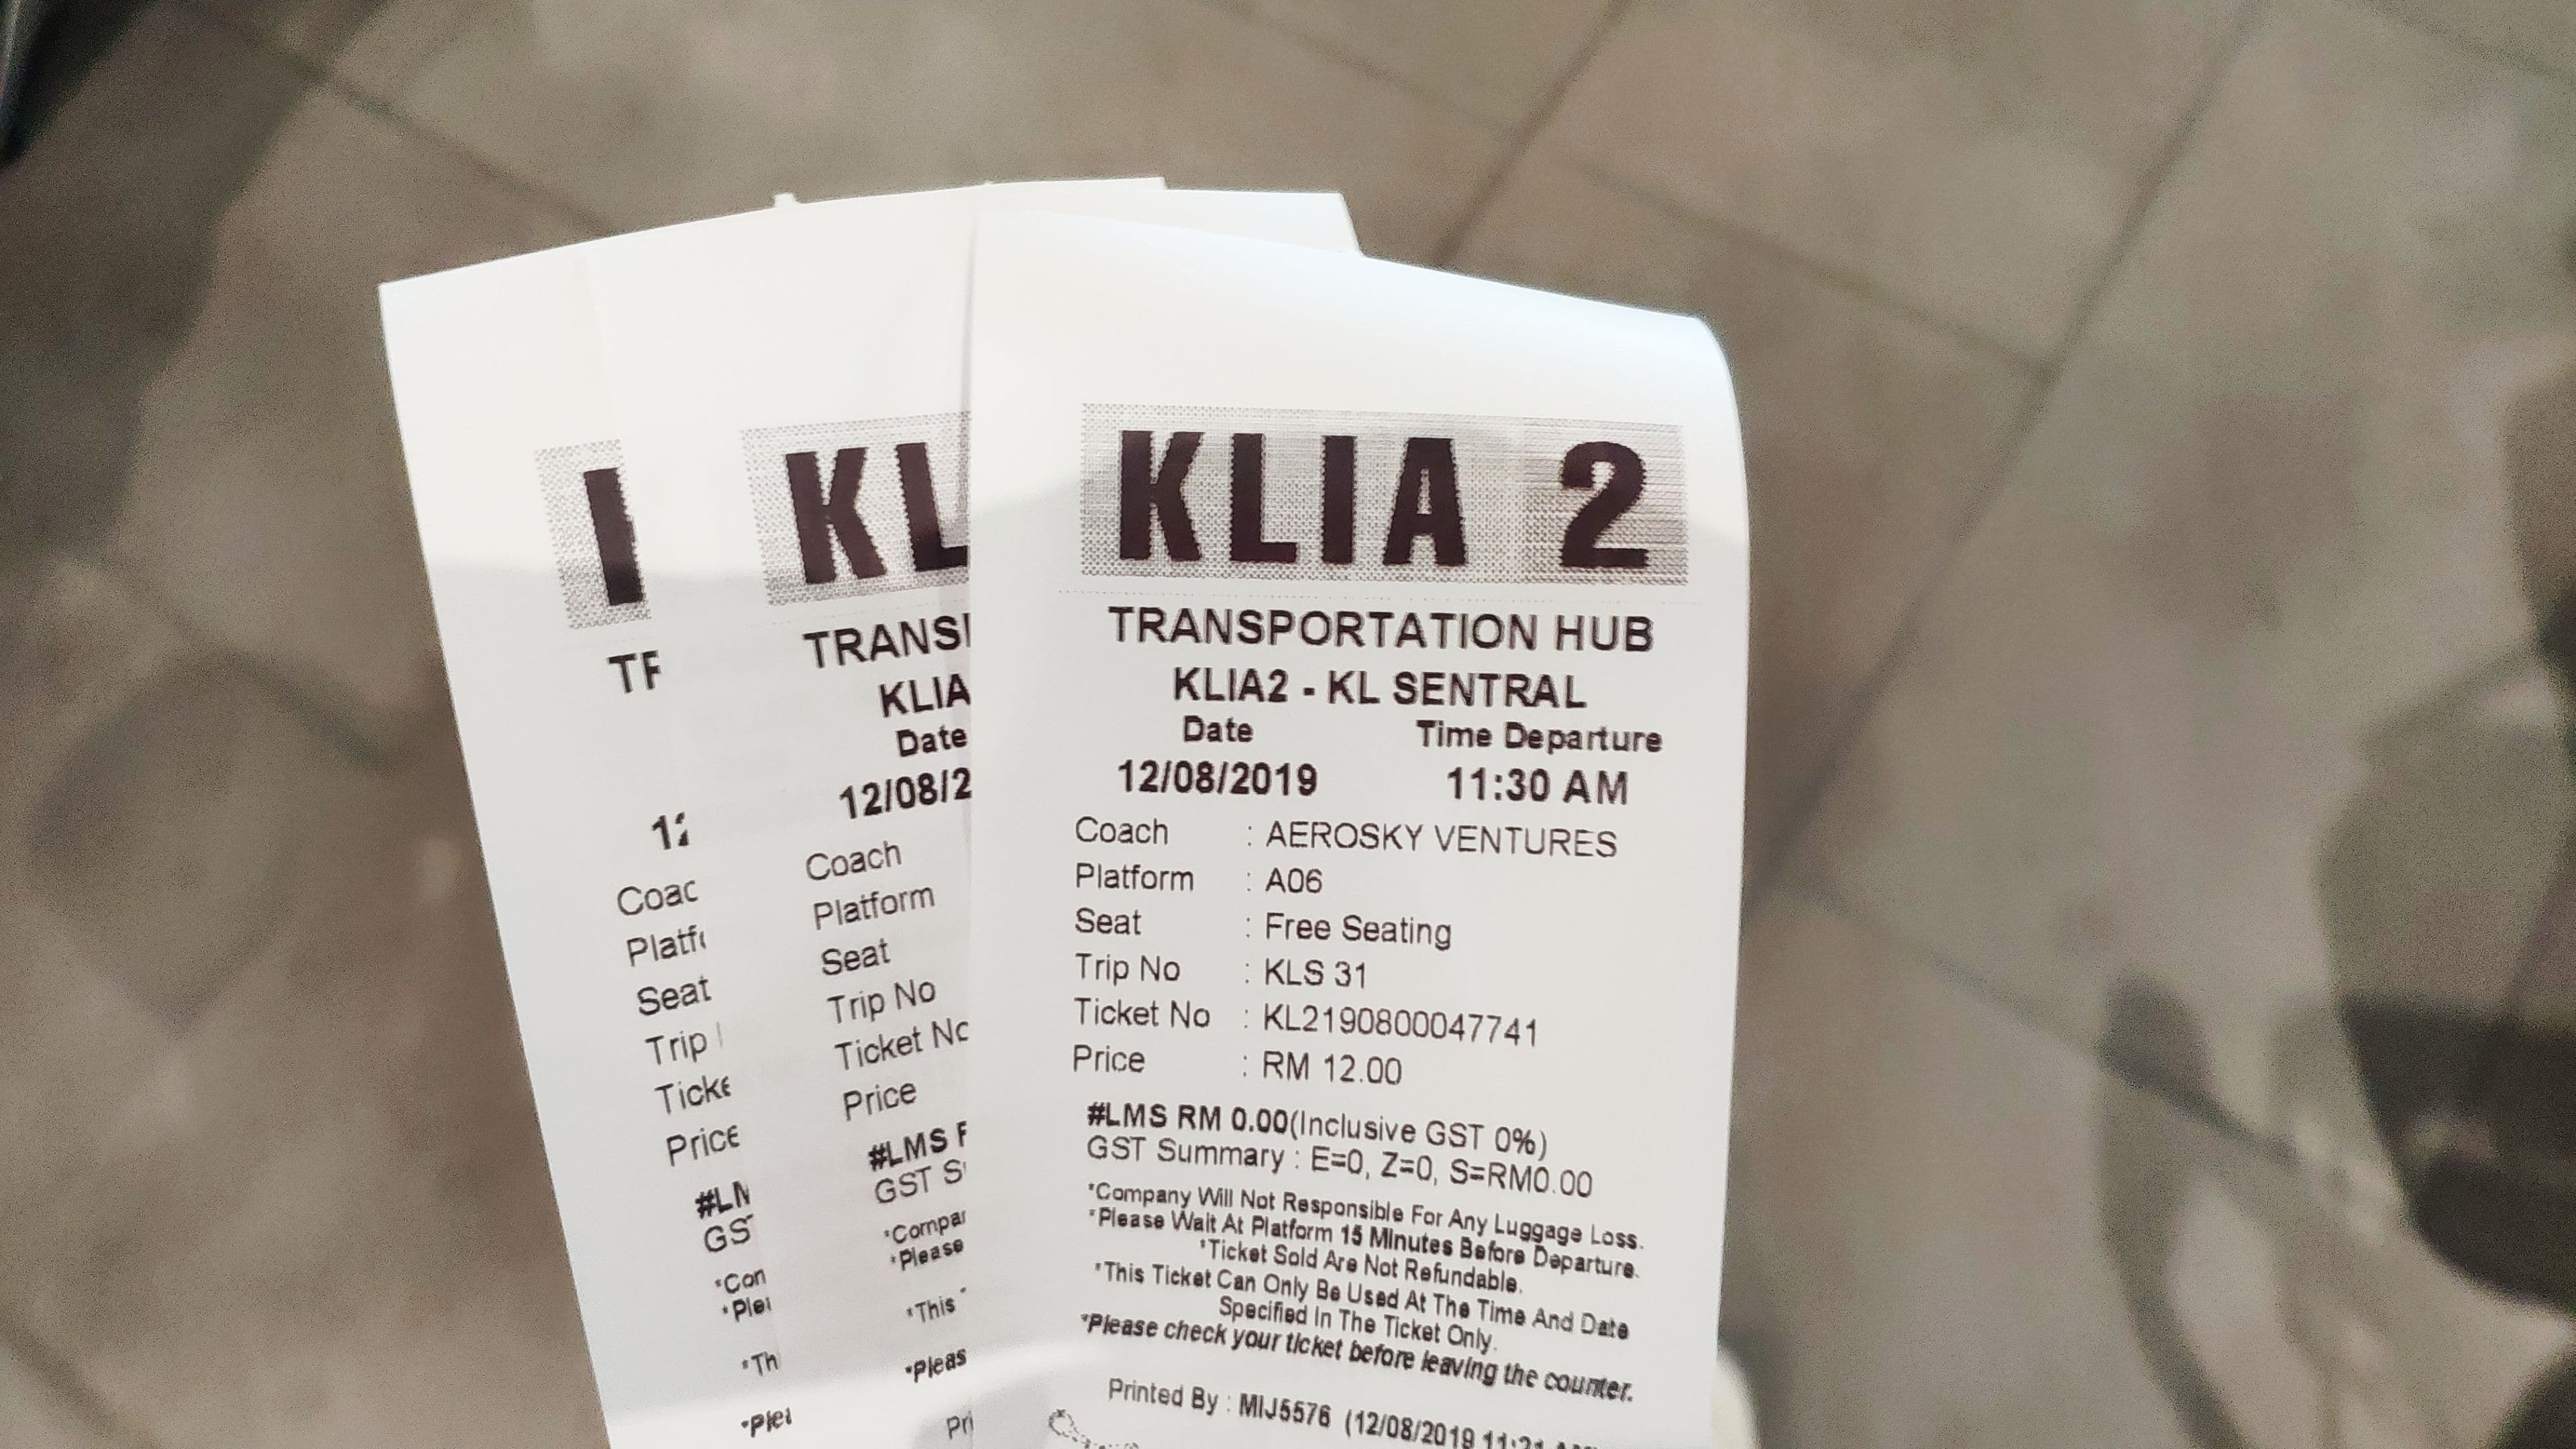 KLIA 2
TRANSPORTATION HUB
KLIA2 - KL SENTRAL
Date Time Departure
12/08/2019 11:30 AM
Coach : AEROSKY VENTURES
Platform : A06
Seat : Free Seating
Trip No : KLS 31
Ticket No : KL2190800047741
Price : RM 12.00
#LMS RM 0.00(Inclusive GST 0%)
GST Summary : E=0, Z=0, S=RM0.00
*Company Will Not Responsible For Any Luggage Loss.
*Please Wait At Platform 15 Minutes Before Departure.
*Ticket Sold Are Not Refundable.
*This Ticket Can Only Be Used At The Time And Date
Specified In The Ticket Only.
*Please check your ticket before leaving the counter.
Printed By : MIJ5576 (12/08/2019
KL
TRANS
KLIA
Date
12/08/2
Coach
Platform
Seat
Trip No
Ticket No
Price
#LMS
GST S
*Compa
*Please
*This
*Pleas
Pri
TF
Coac
Platf
Seat
Trip
Ticke
Price
#LM
GS
*Con
*Ple
*Th
*Ple